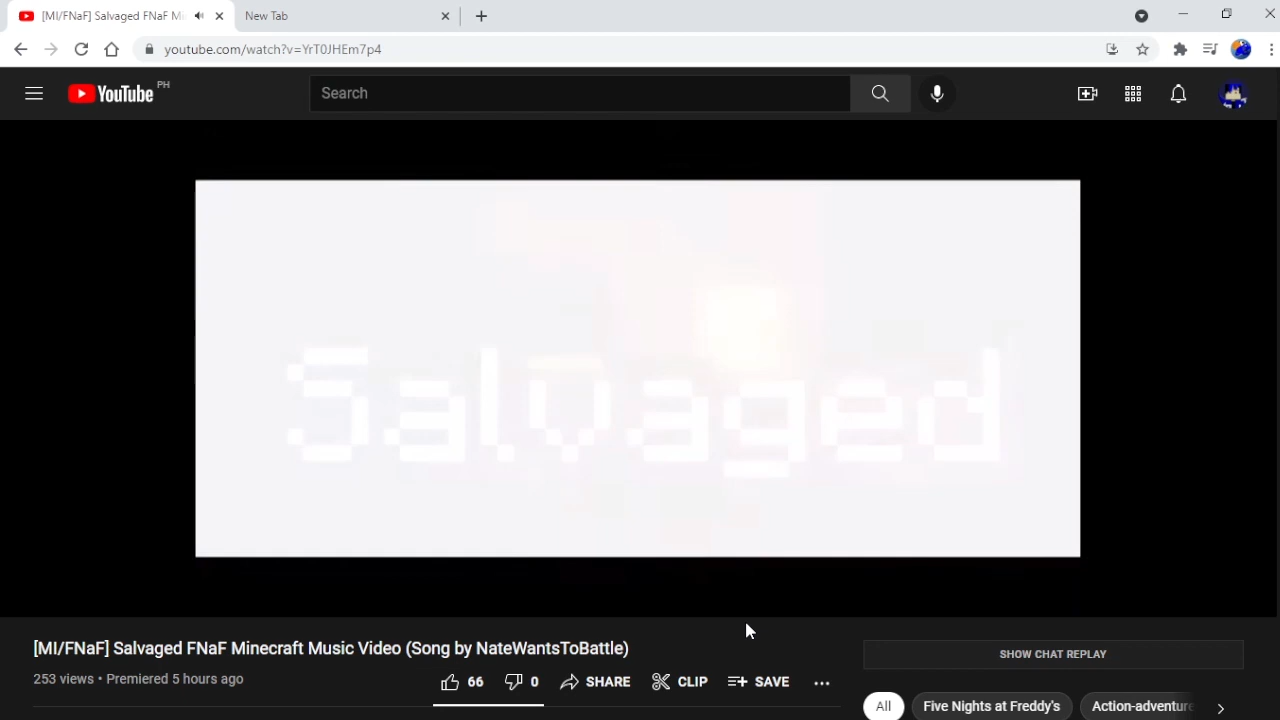 [MI/FNaF] Salvaged FNaF Mi
New Tab
youtube.com/watch?v=YrT0JHEm7p4
YouTube PH
Search
Salvaged
[MI/FNaF] Salvaged FNaF Minecraft Music Video (Song by NateWantsToBattle)
253 views • Premiered 5 hours ago
66
0
SHARE
CLIP
SAVE
SHOW CHAT REPLAY
All
Five Nights at Freddy's
Action-adventure